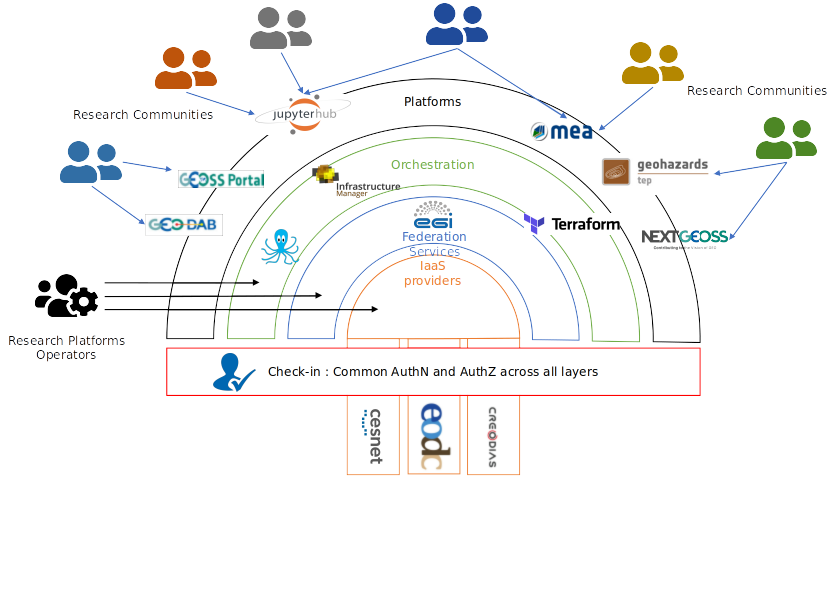 Research Communities
Platforms
Research Communities
jupyterhub
mea
Orchestration
geohazards
tep
GEOSS Portal
Infrastructure
Manager
GEO DAB
egi
Federation
Services
IaaS
providers
Terraform
NEXTGEOSS
Research Platforms
Operators
Check-in : Common AuthN and AuthZ across all layers
cesnet
eodc
CREODIAS